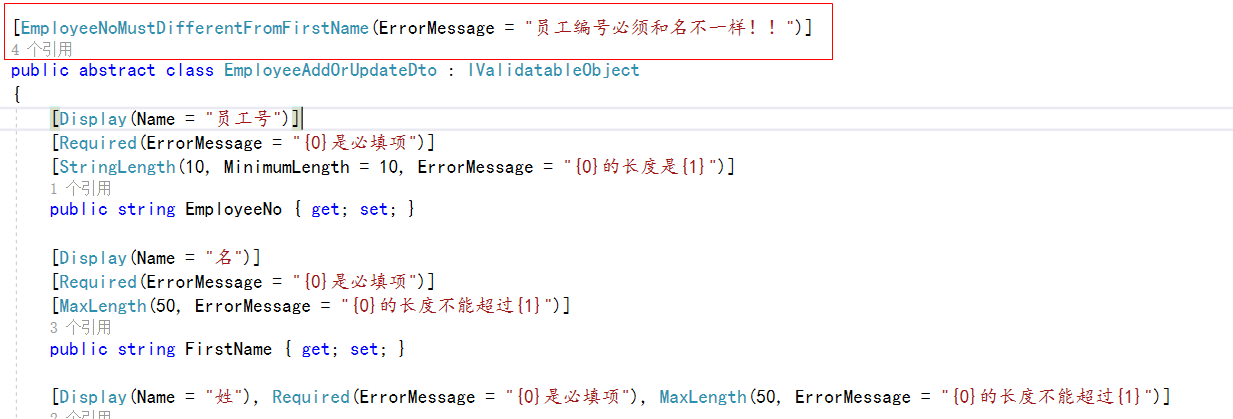 [EmployeeNoMustDifferentFromFirstName(ErrorMessage = "员工编号必须和名不一样！！")]
4 个引用
public abstract class EmployeeAddOrUpdateDto : IValidatableObject
{
[Display(Name = "员工号")]
[Required(ErrorMessage = "{0}是必填项")]
[StringLength(10, MinimumLength = 10, ErrorMessage = "{0}的长度是{1}")]
1 个引用
public string EmployeeNo { get; set; }
[Display(Name = "名")]
[Required(ErrorMessage = "{0}是必填项")]
[MaxLength(50, ErrorMessage = "{0}的长度不能超过{1}")]
3 个引用
public string FirstName { get; set; }
[Display(Name = "姓"), Required(ErrorMessage = "{0}是必填项"), MaxLength(50, ErrorMessage = "{0}的长度不能超过{1}")]
2 个引用